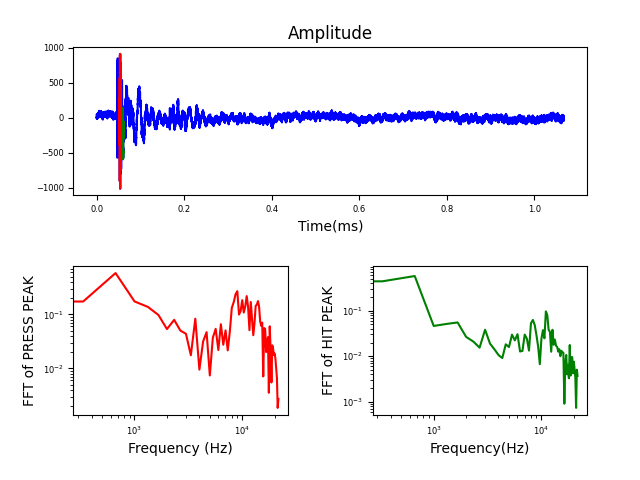 Amplitude
1000
500
0
−500
−1000
0.0 0.2 0.4 0.6 0.8 1.0
Time(ms)
FFT of PRESS PEAK
10⁻¹
10⁻²
10³ 10⁴
Frequency (Hz)
FFT of HIT PEAK
10⁻¹
10⁻²
10⁻³
10³ 10⁴
Frequency(Hz)